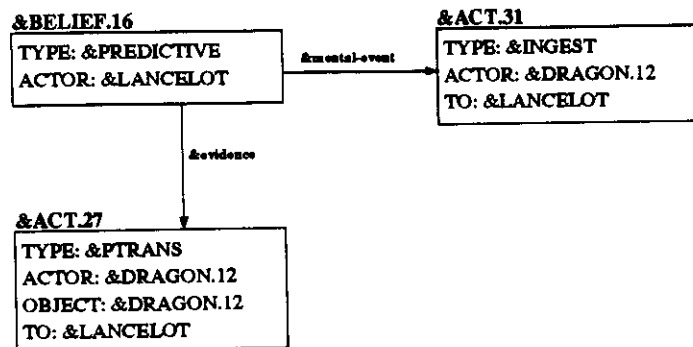 &BELIEF.16
TYPE: &PREDICTIVE
ACTOR: &LANCELOT
&mental-event
&ACT.31
TYPE: &INGEST
ACTOR: &DRAGON.12
TO: &LANCELOT
&evidence
&ACT.27
TYPE: &PTRANS
ACTOR: &DRAGON.12
OBJECT: &DRAGON.12
TO: &LANCELOT